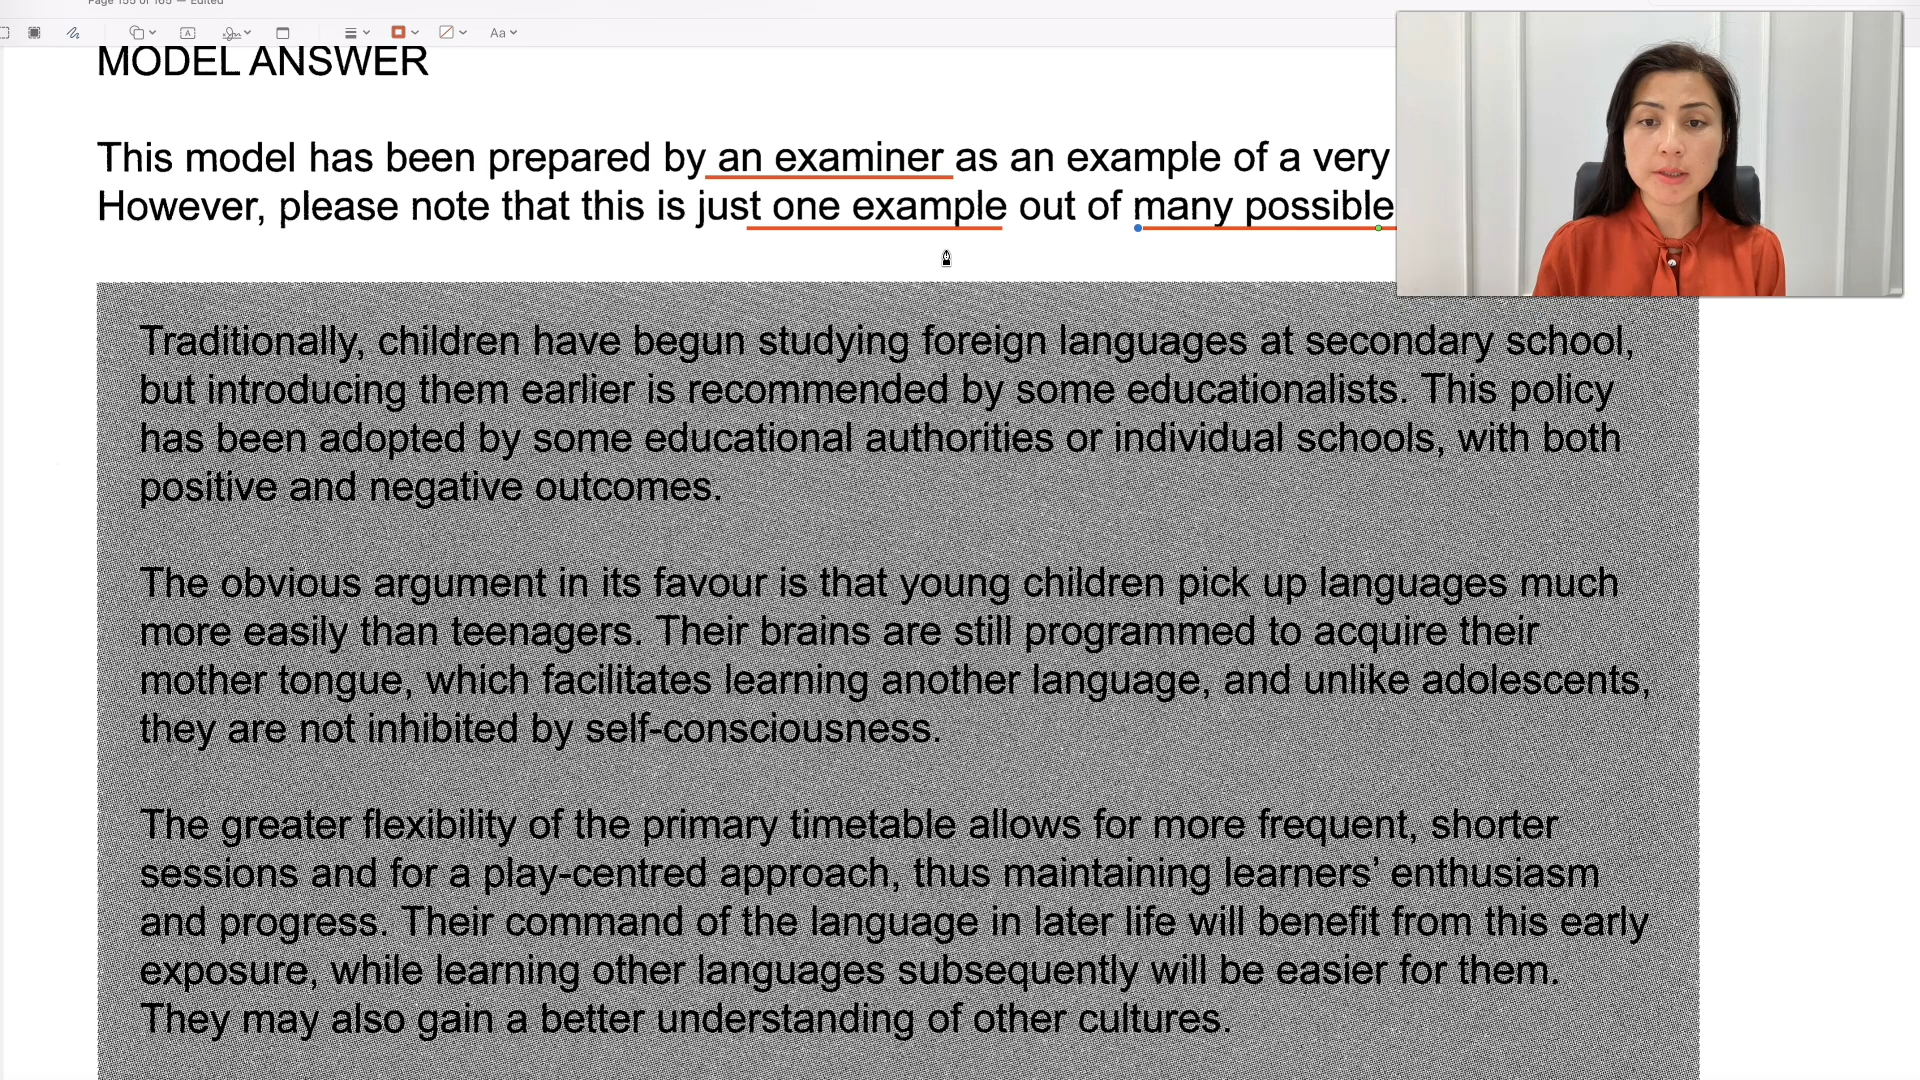 Page 155 of 165 — Edited
Aa
MODEL ANSWER
This model has been prepared by an examiner as an example of a very
However, please note that this is just one example out of many possible
Traditionally, children have begun studying foreign languages at secondary school,
but introducing them earlier is recommended by some educationalists. This policy
has been adopted by some educational authorities or individual schools, with both
positive and negative outcomes.
The obvious argument in its favour is that young children pick up languages much
more easily than teenagers. Their brains are still programmed to acquire their
mother tongue, which facilitates learning another language, and unlike adolescents,
they are not inhibited by self-consciousness.
The greater flexibility of the primary timetable allows for more frequent, shorter
sessions and for a play-centred approach, thus maintaining learners’ enthusiasm
and progress. Their command of the language in later life will benefit from this early
exposure, while learning other languages subsequently will be easier for them.
They may also gain a better understanding of other cultures.